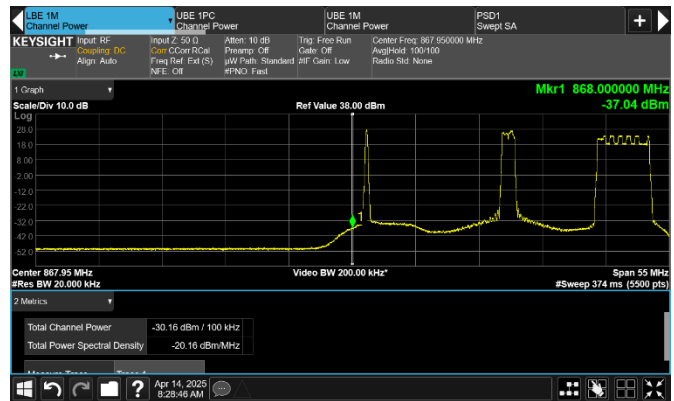 LBE 1M
Channel Power
UBE 1PC
Channel Power
UBE 1M
Channel Power
PSD1
Swept SA
KEYSIGHT
Input: RF
Coupling: DC
Align: Auto
Input Z: 50 Ω
Corr CCorr RCal
Freq Ref: Ext (S)
NFE: Off
Atten: 10 dB
Preamp: Off
µW Path: Standard
#PNO: Fast
Trig: Free Run
Gate: Off
#IF Gain: Low
Center Freq: 867.950000 MHz
Avg|Hold: 100/100
Radio Std: None
LXI
1 Graph
Mkr1 868.000000 MHz
Scale/Div 10.0 dB
Ref Value 38.00 dBm
-37.04 dBm
Log
28.0
18.0
8.00
-2.00
-12.0
-22.0
-32.0
-42.0
-52.0
1
Center 867.95 MHz
Video BW 200.00 kHz*
Span 55 MHz
#Res BW 20.000 kHz
#Sweep 374 ms (5500 pts)
2 Metrics
Total Channel Power
-30.16 dBm / 100 kHz
Total Power Spectral Density
-20.16 dBm/MHz
Measure Trace
Trace 1
?
Apr 14, 2025
8:28:46 AM